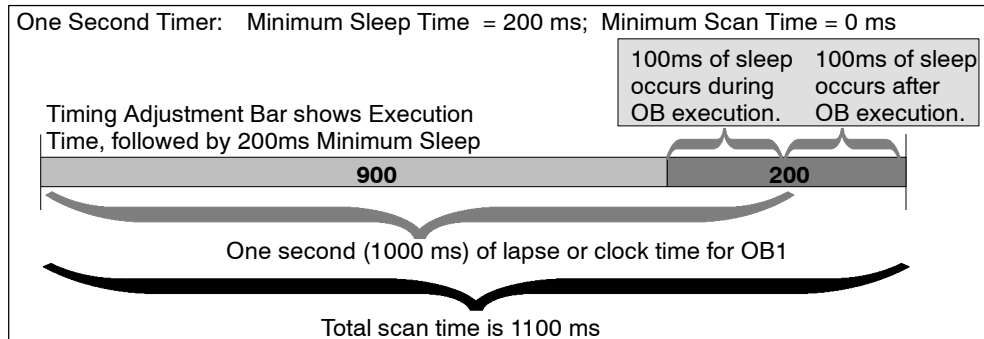 One Second Timer: Minimum Sleep Time = 200 ms; Minimum Scan Time = 0 ms
100ms of sleep
occurs during
OB execution.
100ms of sleep
occurs after
OB execution.
Timing Adjustment Bar shows Execution
Time, followed by 200ms Minimum Sleep
900
200
One second (1000 ms) of lapse or clock time for OB1
Total scan time is 1100 ms